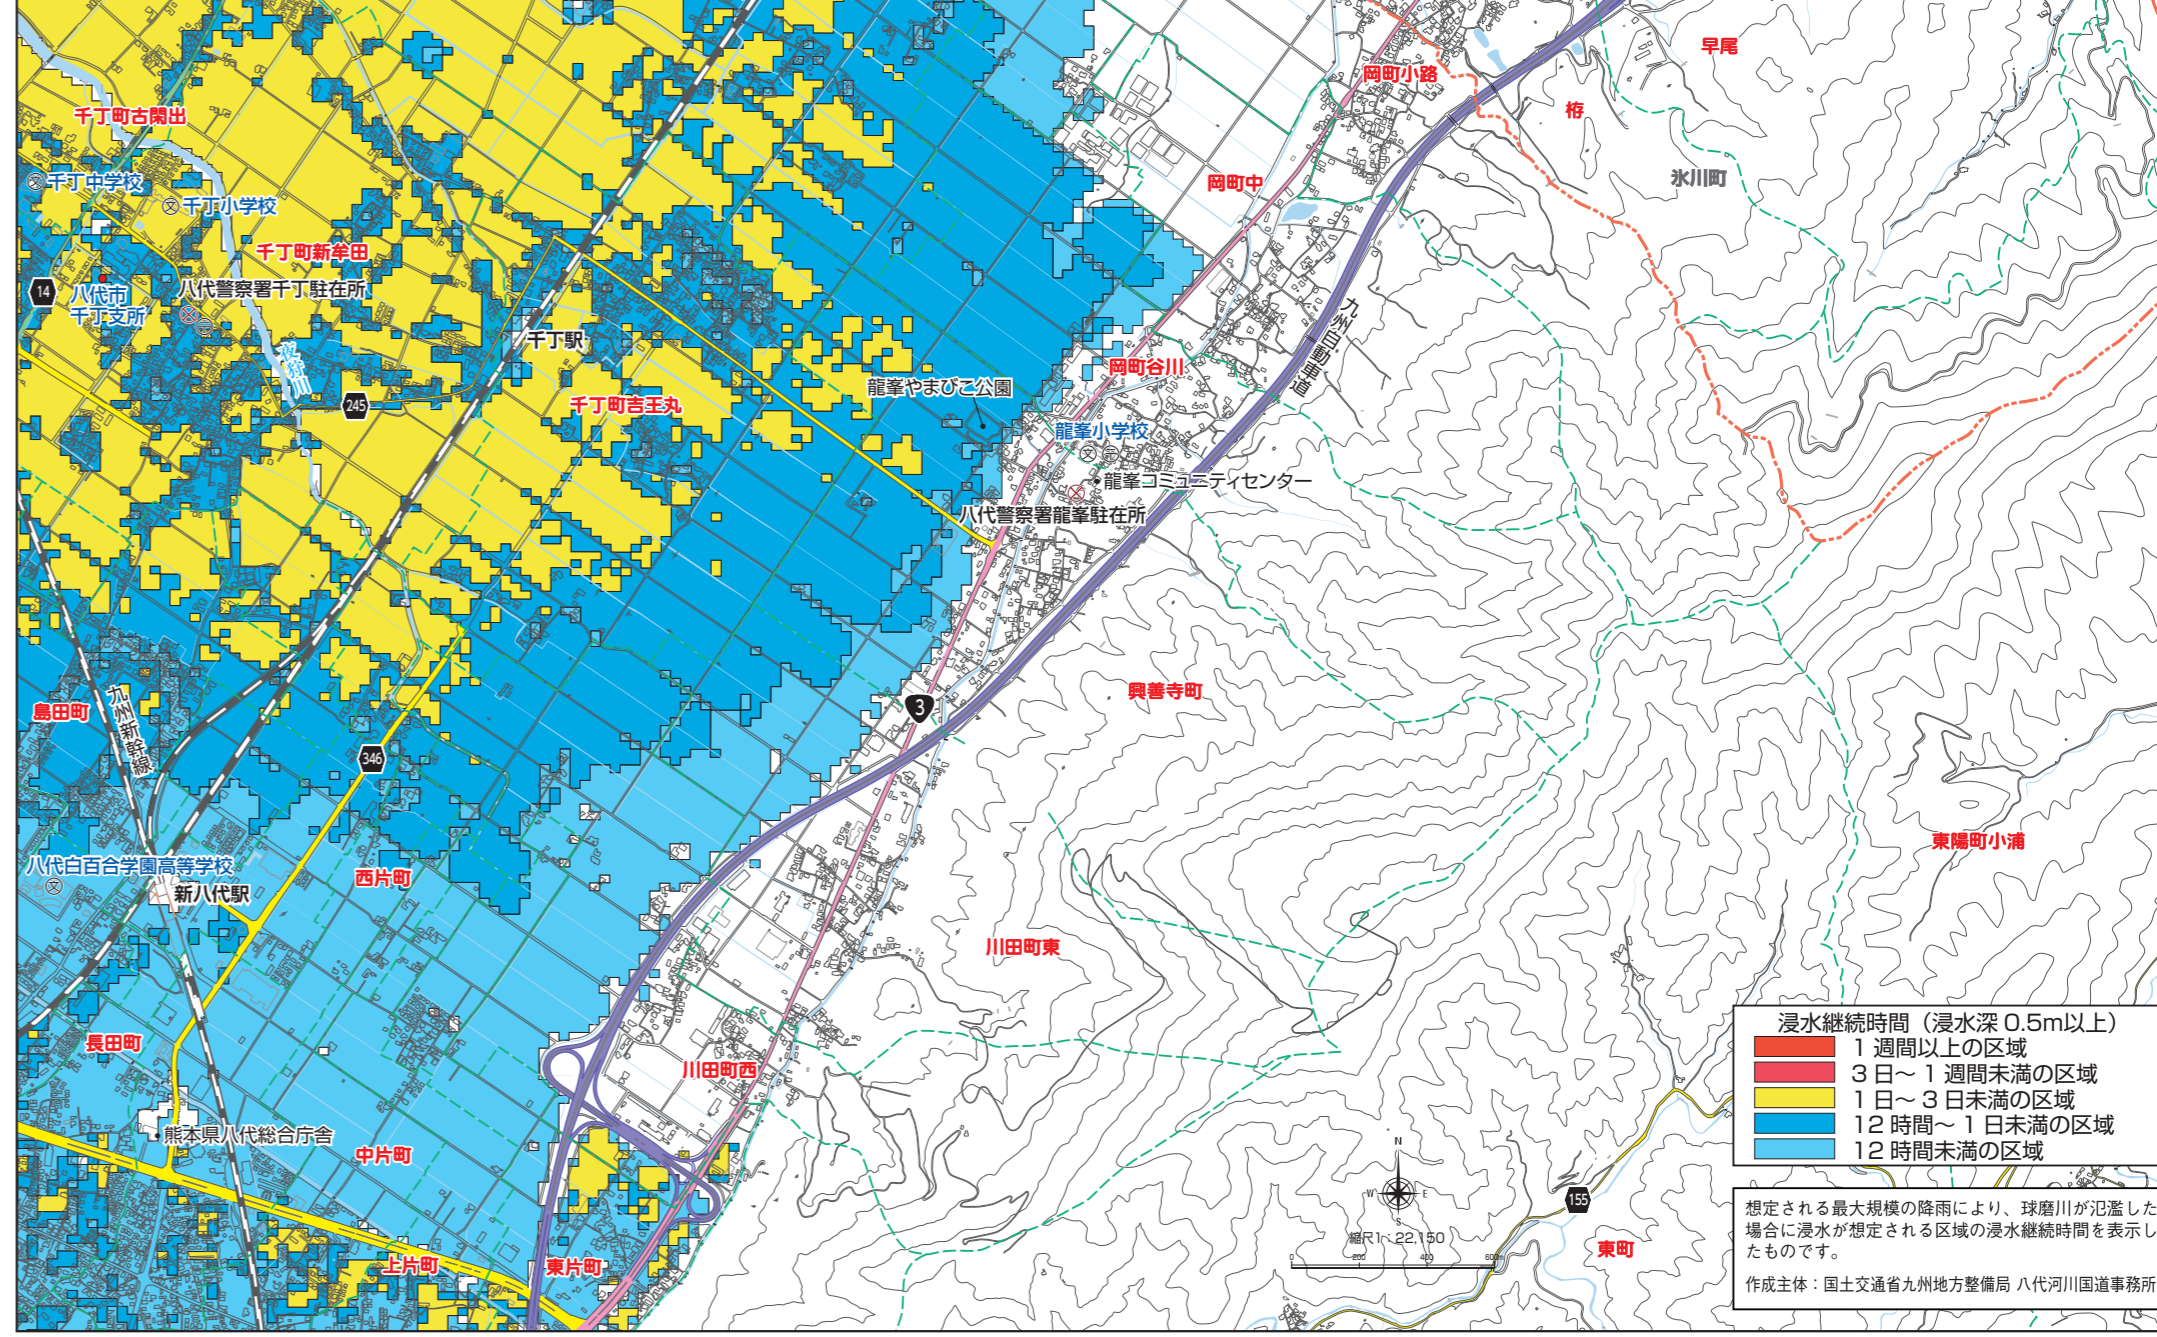 早尾
岡町小路
栫
千丁町古閑出
氷川町
千丁中学校
岡町中
千丁小学校
千丁町新牟田
八代警察署千丁駐在所
14
八代市
千丁支所
九州自動車道
千丁駅
夜狩川
岡町谷川
龍峯やまびこ公園
245
千丁町吉王丸
龍峯小学校
龍峯コミュニティセンター
八代警察署龍峯駐在所
興善寺町
島田町
九州新幹線
3
346
東陽町小浦
八代白百合学園高等学校
西片町
新八代駅
川田町東
長田町
川田町西
熊本県八代総合庁舎
中片町
上片町
東片町
155
東町
N
W
E
S
縮尺1:22,150
0 200 400 600m
浸水継続時間（浸水深 0.5m以上）
1 週間以上の区域
3 日～ 1 週間未満の区域
1 日～ 3 日未満の区域
12 時間～ 1 日未満の区域
12 時間未満の区域
想定される最大規模の降雨により、球磨川が氾濫した
場合に浸水が想定される区域の浸水継続時間を表示し
たものです。
作成主体：国土交通省九州地方整備局 八代河川国道事務所